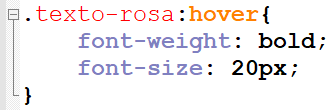 .texto-rosa:hover{
    font-weight: bold;
    font-size: 20px;
}